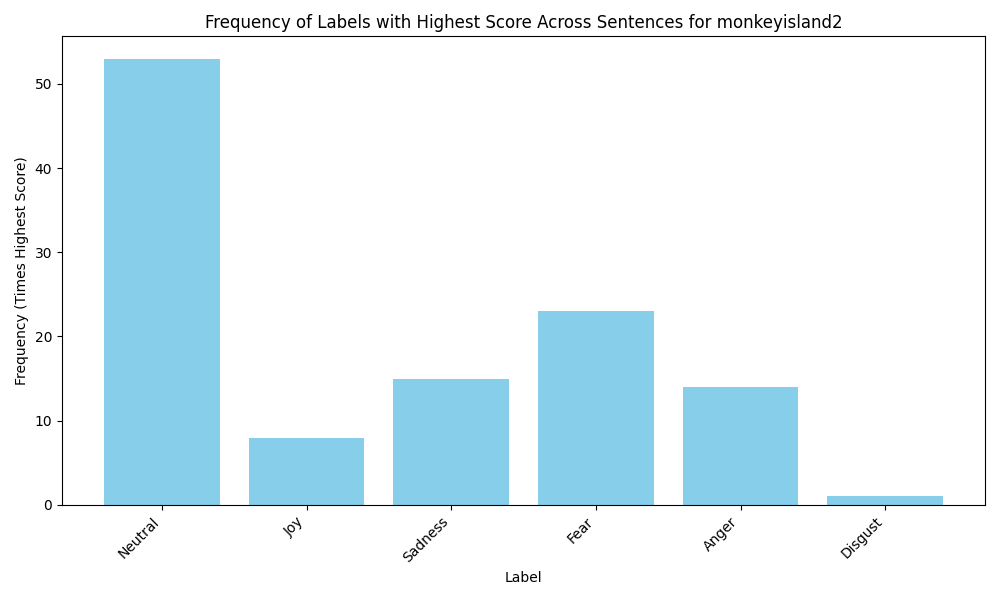 Frequency of Labels with Highest Score Across Sentences for monkeyisland2
Frequency (Times Highest Score)
50
40
30
20
10
0
Neutral
Joy
Sadness
Fear
Anger
Disgust
Label